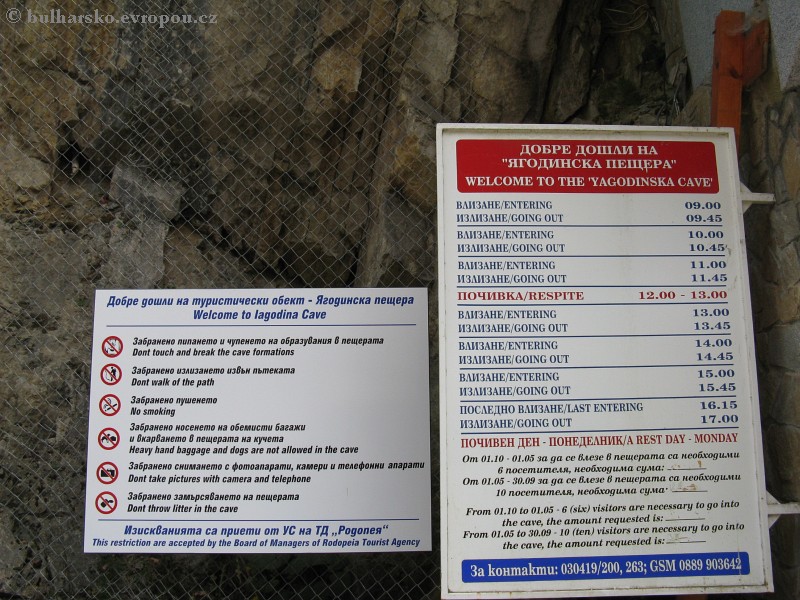 © bulharsko.evropou.cz
Добре дошли на туристически обект - Ягодинска пещера
Welcome to Iagodina Cave
Забранено пипането и чупенето на образувания в пещерата
Dont touch and break the cave formations
Забранено излизането извън пътеката
Dont walk of the path
Забранено пушенето
No smoking
Забранено носенето на обемисти багажи
и вкарването в пещерата на кучета
Heavy hand baggage and dogs are not allowed in the cave
Забранено снимането с фотоапарати, камери и телефонни апарати
Dont take pictures with camera and telephone
Забранено замърсяването на пещерата
Dont throw litter in the cave
Изискванията са приети от УС на ТД „Родопея"
This restriction are accepted by the Board of Managers of Rodopeia Tourist Agency
ДОБРЕ ДОШЛИ НА
"ЯГОДИНСКА ПЕЩЕРА"
WELCOME TO THE 'YAGODINSKA CAVE'
ВЛИЗАНЕ/ENTERING 09.00
ИЗЛИЗАНЕ/GOING OUT 09.45
ВЛИЗАНЕ/ENTERING 10.00
ИЗЛИЗАНЕ/GOING OUT 10.45
ВЛИЗАНЕ/ENTERING 11.00
ИЗЛИЗАНЕ/GOING OUT 11.45
ПОЧИВКА/RESPITE 12.00 - 13.00
ВЛИЗАНЕ/ENTERING 13.00
ИЗЛИЗАНЕ/GOING OUT 13.45
ВЛИЗАНЕ/ENTERING 14.00
ИЗЛИЗАНЕ/GOING OUT 14.45
ВЛИЗАНЕ/ENTERING 15.00
ИЗЛИЗАНЕ/GOING OUT 15.45
ПОСЛЕДНО ВЛИЗАНЕ/LAST ENTERING 16.15
ИЗЛИЗАНЕ/GOING OUT 17.00
ПОЧИВЕН ДЕН - ПОНЕДЕЛНИК/A REST DAY - MONDAY
От 01.10 - 01.05 за да се влезе в пещерата са необходими
6 посетителя, необходима сума:
От 01.05 - 30.09 за да се влезе в пещерата са необходими
10 посетителя, необходима сума:
From 01.10 to 01.05 - 6 (six) visitors are necessary to go into
the cave, the amount requested is:
From 01.05 to 30.09 - 10 (ten) visitors are necessary to go into
the cave, the amount requested is:
За контакти: 030419/200, 263; GSM 0889 903642